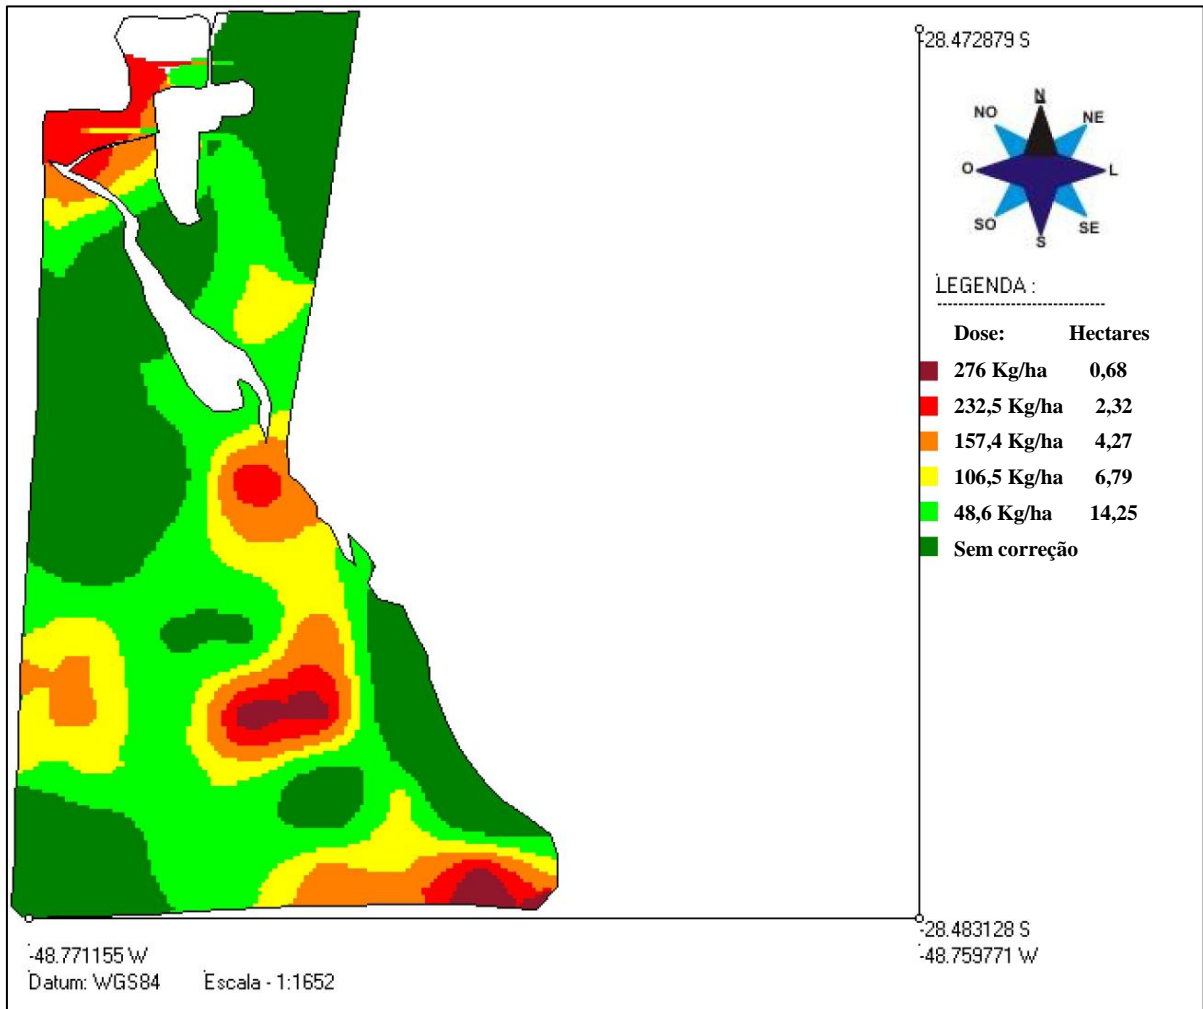 -28.472879 S
N
NO
NE
O
L
SO
SE
S
LEGENDA :
Dose: Hectares
276 Kg/ha 0,68
232,5 Kg/ha 2,32
157,4 Kg/ha 4,27
106,5 Kg/ha 6,79
48,6 Kg/ha 14,25
Sem correção
-28.483128 S
-48.771155 W
-48.759771 W
Datum: WGS84 Escala - 1:1652